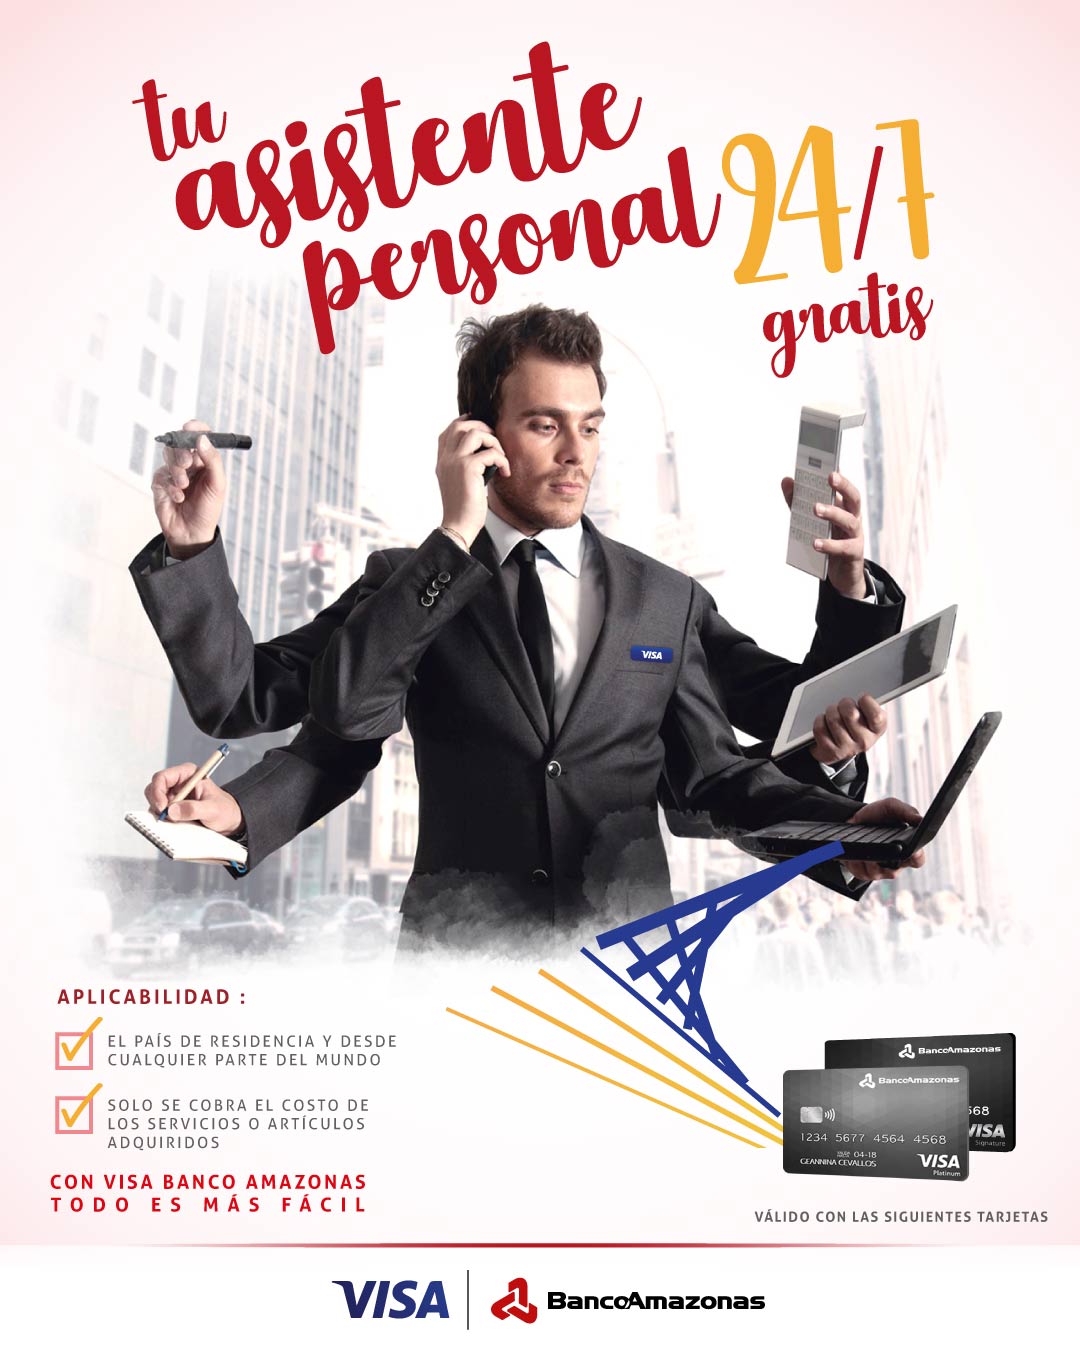 tu
asistente
personal 24/7
gratis
VISA
APLICABILIDAD :
EL PAÍS DE RESIDENCIA Y DESDE
CUALQUIER PARTE DEL MUNDO
SOLO SE COBRA EL COSTO DE
LOS SERVICIOS O ARTÍCULOS
ADQUIRIDOS
CON VISA BANCO AMAZONAS
TODO ES MÁS FÁCIL
BancoAmazonas
568
VISA
Signature
BancoAmazonas
1234 5677 4564 4568
04-18
GEANNINA CEVALLOS
VISA
Platinum
VÁLIDO CON LAS SIGUIENTES TARJETAS
VISA
BancoAmazonas